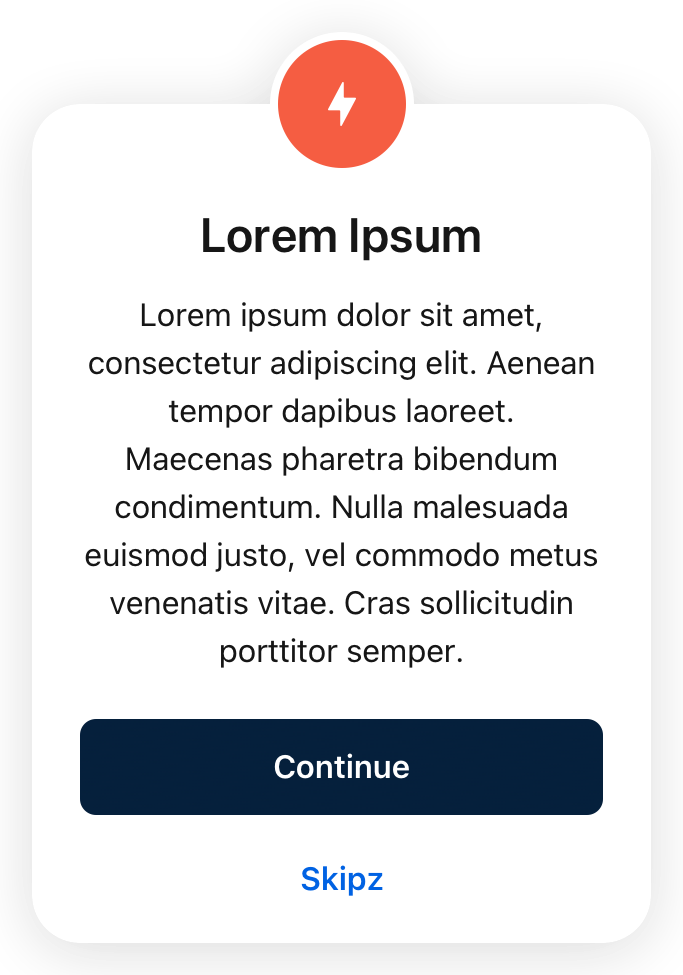 Lorem Ipsum
Lorem ipsum dolor sit amet,
consectetur adipiscing elit. Aenean
tempor dapibus laoreet.
Maecenas pharetra bibendum
condimentum. Nulla malesuada
euismod justo, vel commodo metus
venenatis vitae. Cras sollicitudin
porttitor semper.
Continue
Skipz